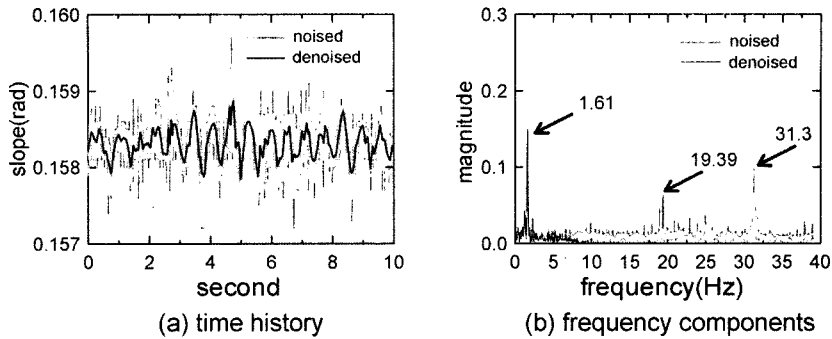 0.160
0.159
0.158
0.157
slope(rad)
noised
denoised
0 2 4 6 8 10
second
(a) time history
0.3
0.2
0.1
0.0
magnitude
noised
denoised
1.61
19.39
31.3
0 5 10 15 20 25 30 35 40
frequency(Hz)
(b) frequency components